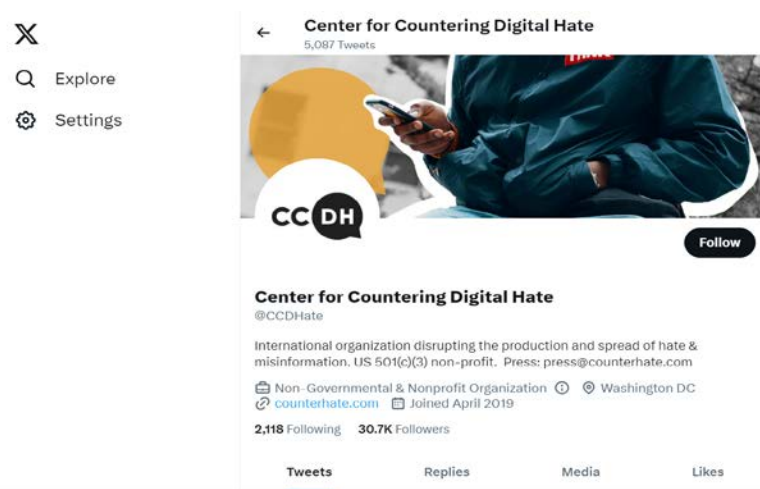 Explore
Settings
Center for Countering Digital Hate
5,087 Tweets
CC DH
Follow
Center for Countering Digital Hate
@CCDHate
International organization disrupting the production and spread of hate &
misinformation. US 501(c)(3) non-profit. Press: press@counterhate.com
Non-Governmental & Nonprofit Organization Washington DC
counterhate.com Joined April 2019
2,118 Following 30.7K Followers
Tweets Replies Media Likes